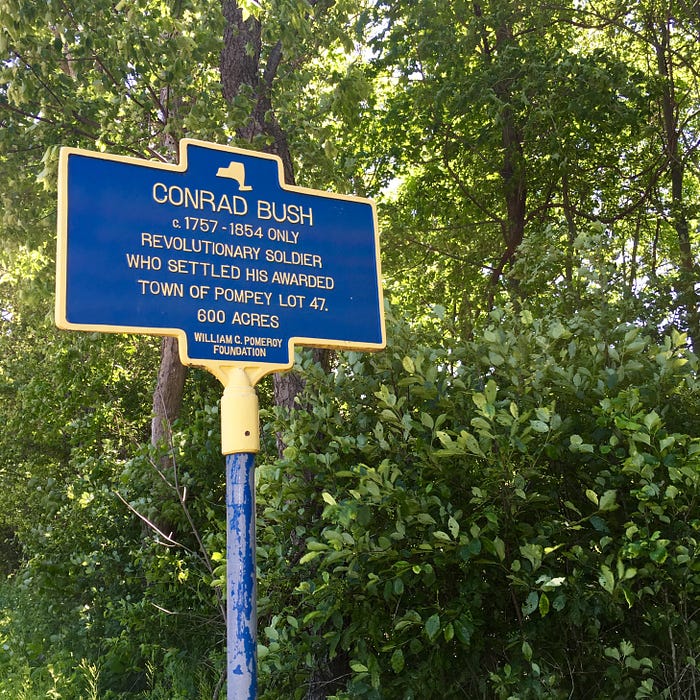 CONRAD BUSH
c. 1757 - 1854 ONLY
REVOLUTIONARY SOLDIER
WHO SETTLED HIS AWARDED
TOWN OF POMPEY LOT 47.
600 ACRES
WILLIAM G. POMEROY
FOUNDATION